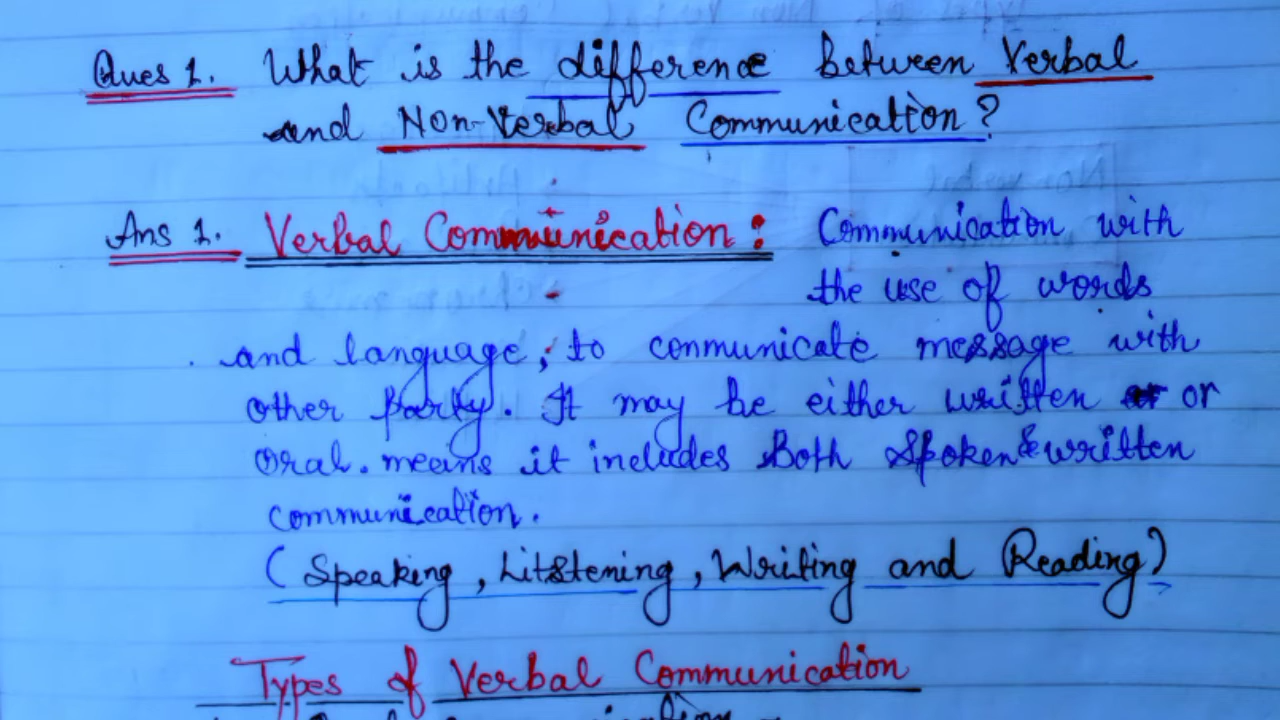 Ques 1. What is the difference between Verbal
and Non-Verbal Communication?
Ans 1. Verbal Communication : Communication with
the use of words
and language, to communicate message with
other party. It may be either written or
oral. means it includes Both Spoken & written
communication.
(Speaking, Litstening, Writing and Reading)
Types of Verbal Communication